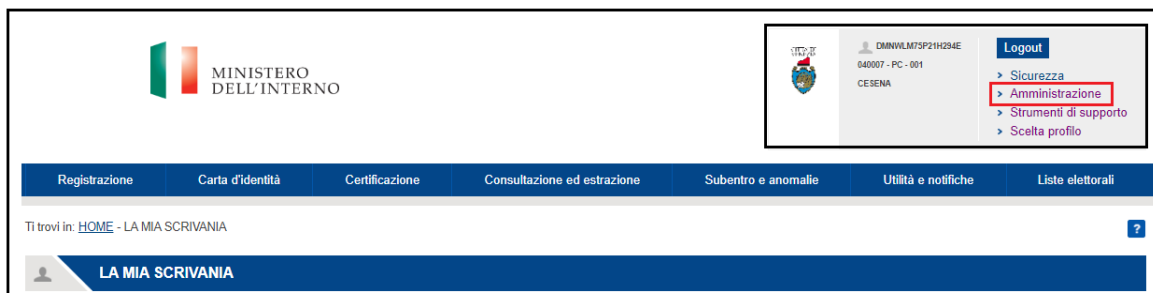 MINISTERO
DELL'INTERNO
DMNWLM75P21H294E
040007 - PC - 001
CESENA
Logout
Sicurezza
Amministrazione
Strumenti di supporto
Scelta profilo
Registrazione Carta d'identità Certificazione Consultazione ed estrazione Subentro e anomalie Utilità e notifiche Liste elettorali
Ti trovi in: HOME - LA MIA SCRIVANIA
?
LA MIA SCRIVANIA